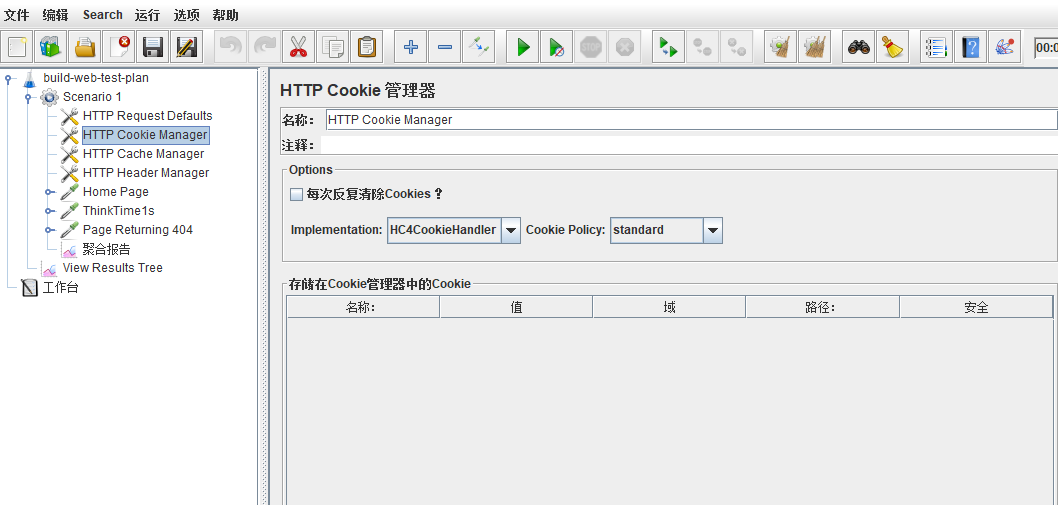 文件 编辑 Search 运行 选项 帮助
STOP
?
00:0
build-web-test-plan
Scenario 1
HTTP Request Defaults
HTTP Cookie Manager
HTTP Cache Manager
HTTP Header Manager
Home Page
ThinkTime1s
Page Returning 404
聚合报告
View Results Tree
工作台
HTTP Cookie 管理器
名称： HTTP Cookie Manager
注释：
Options
每次反复清除Cookies？
Implementation: HC4CookieHandler Cookie Policy: standard
存储在Cookie管理器中的Cookie
名称： 值 域 路径： 安全